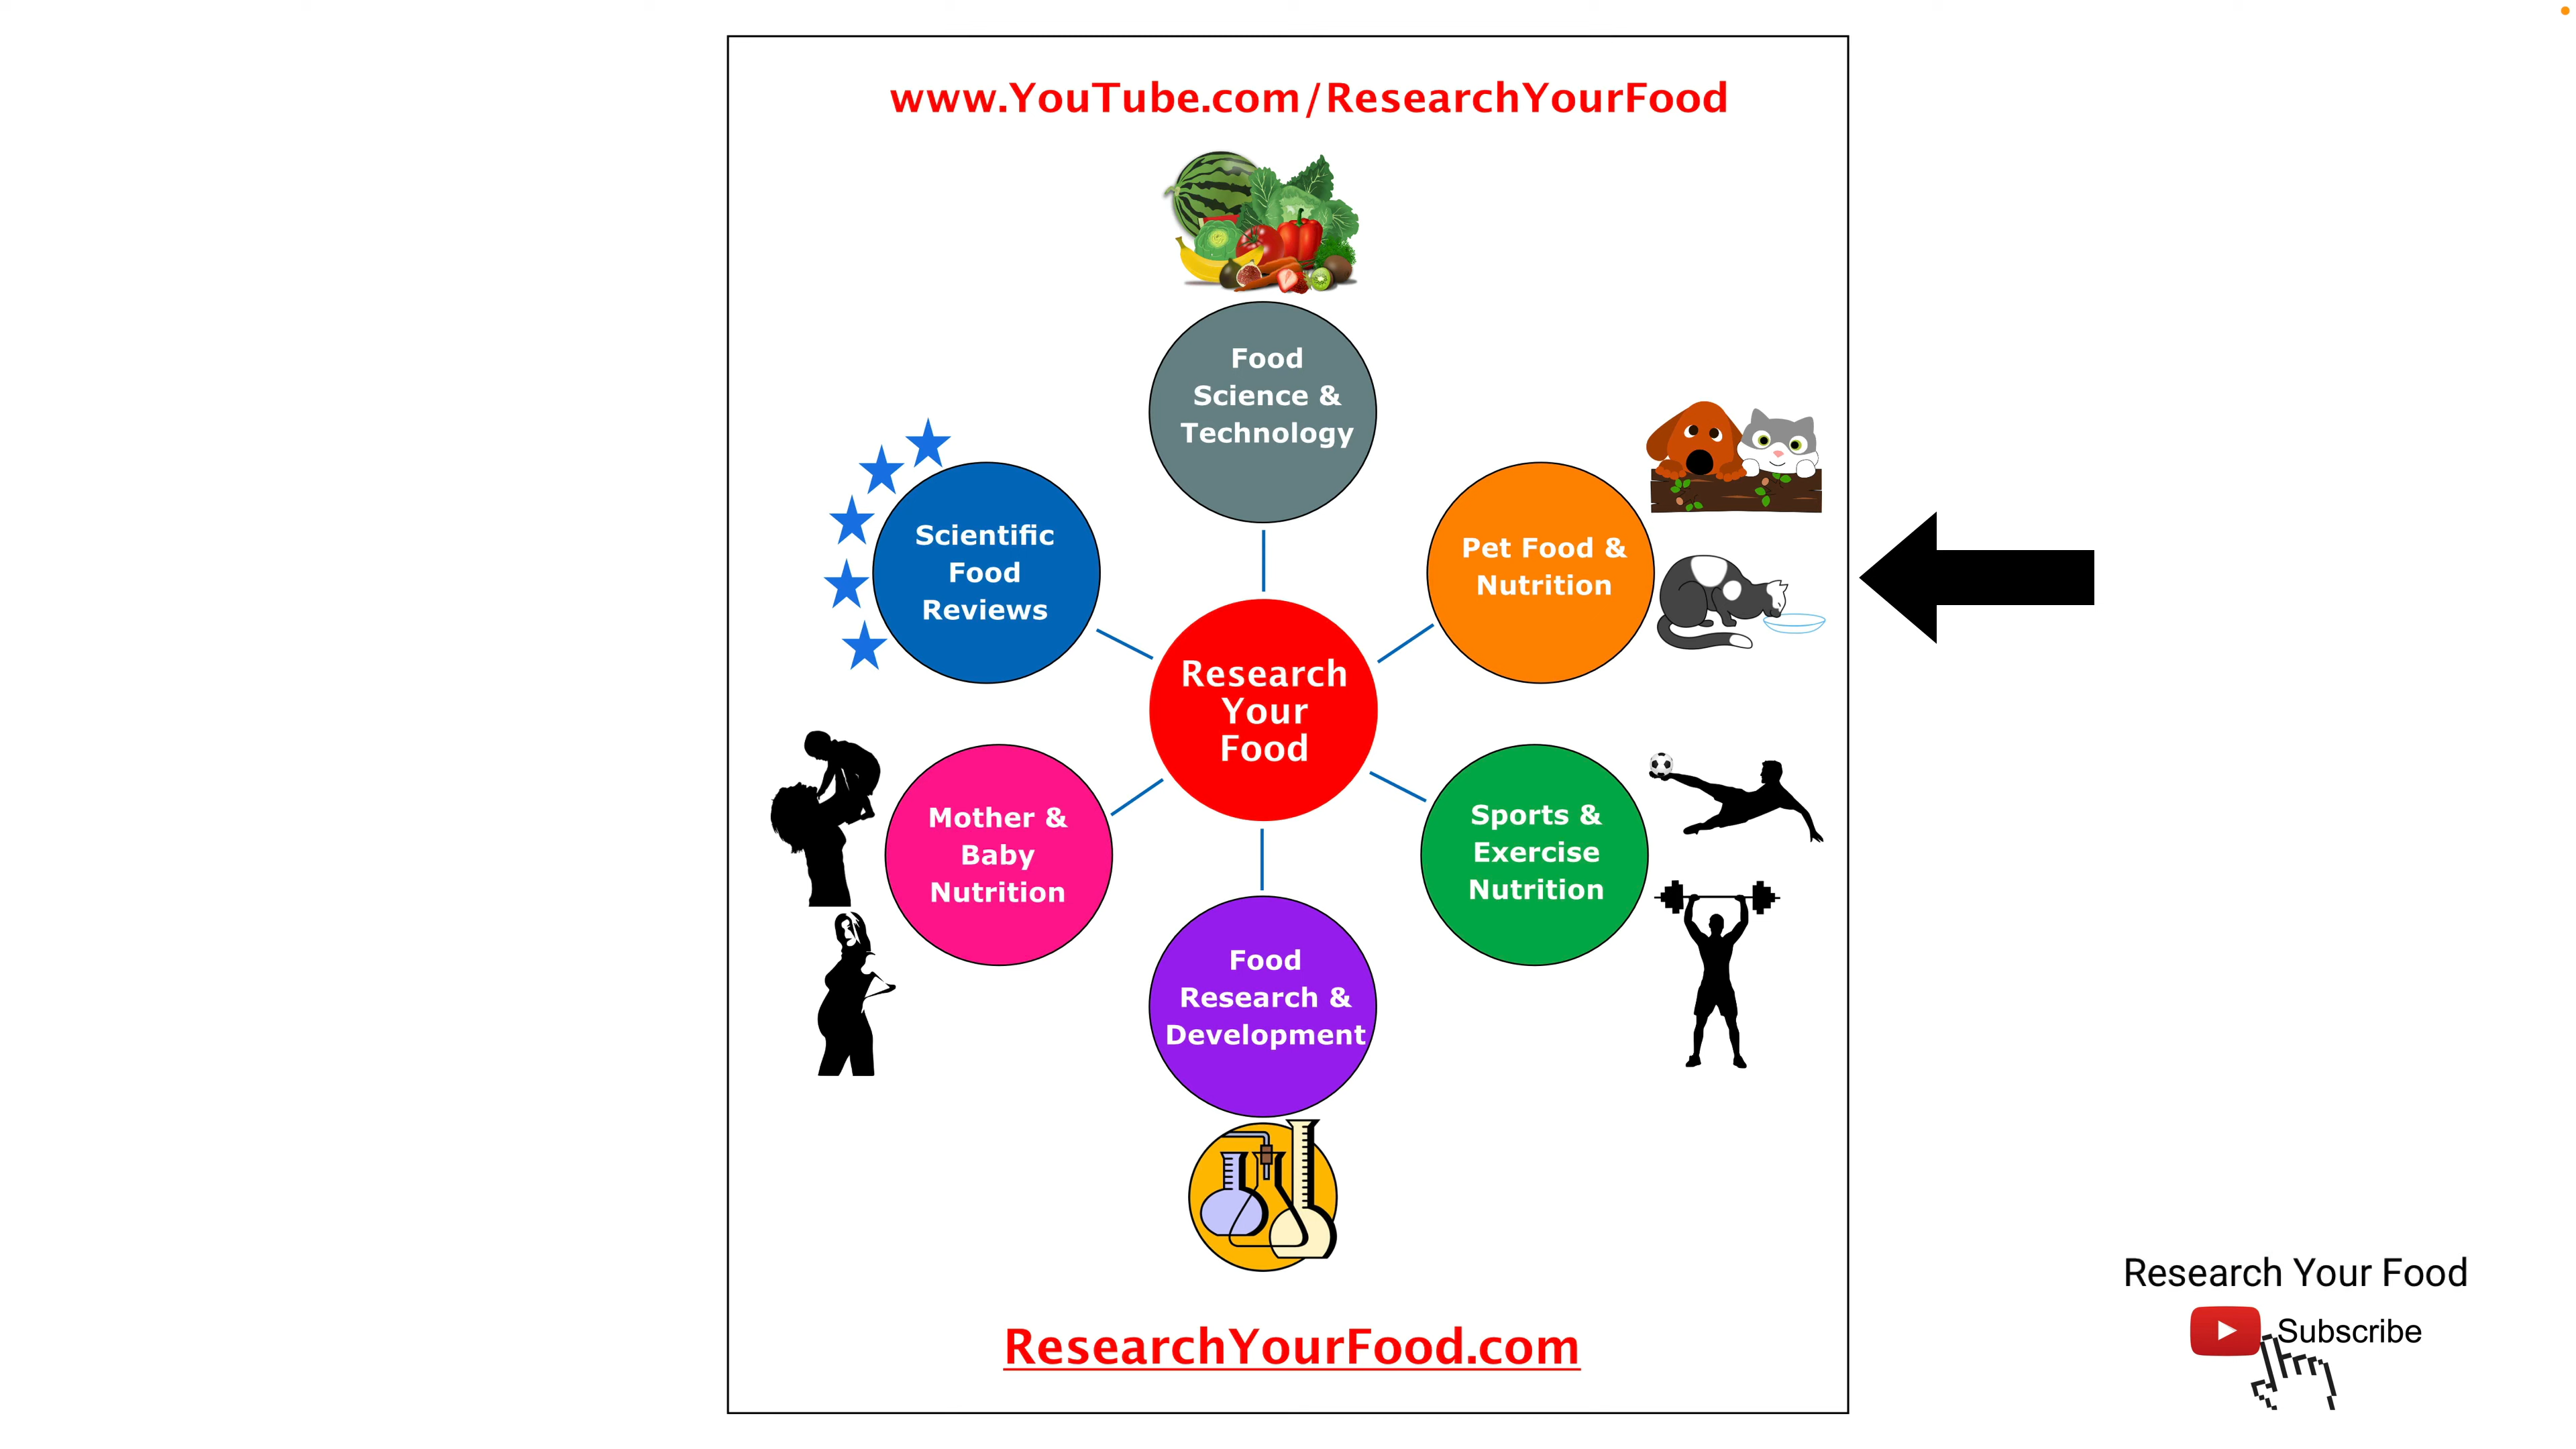 www.YouTube.com/ResearchYourFood
Food
Science &
Technology
Scientific
Food
Reviews
Pet Food &
Nutrition
Research
Your
Food
Mother &
Baby
Nutrition
Sports &
Exercise
Nutrition
Food
Research &
Development
ResearchYourFood.com
Research Your Food
Subscribe